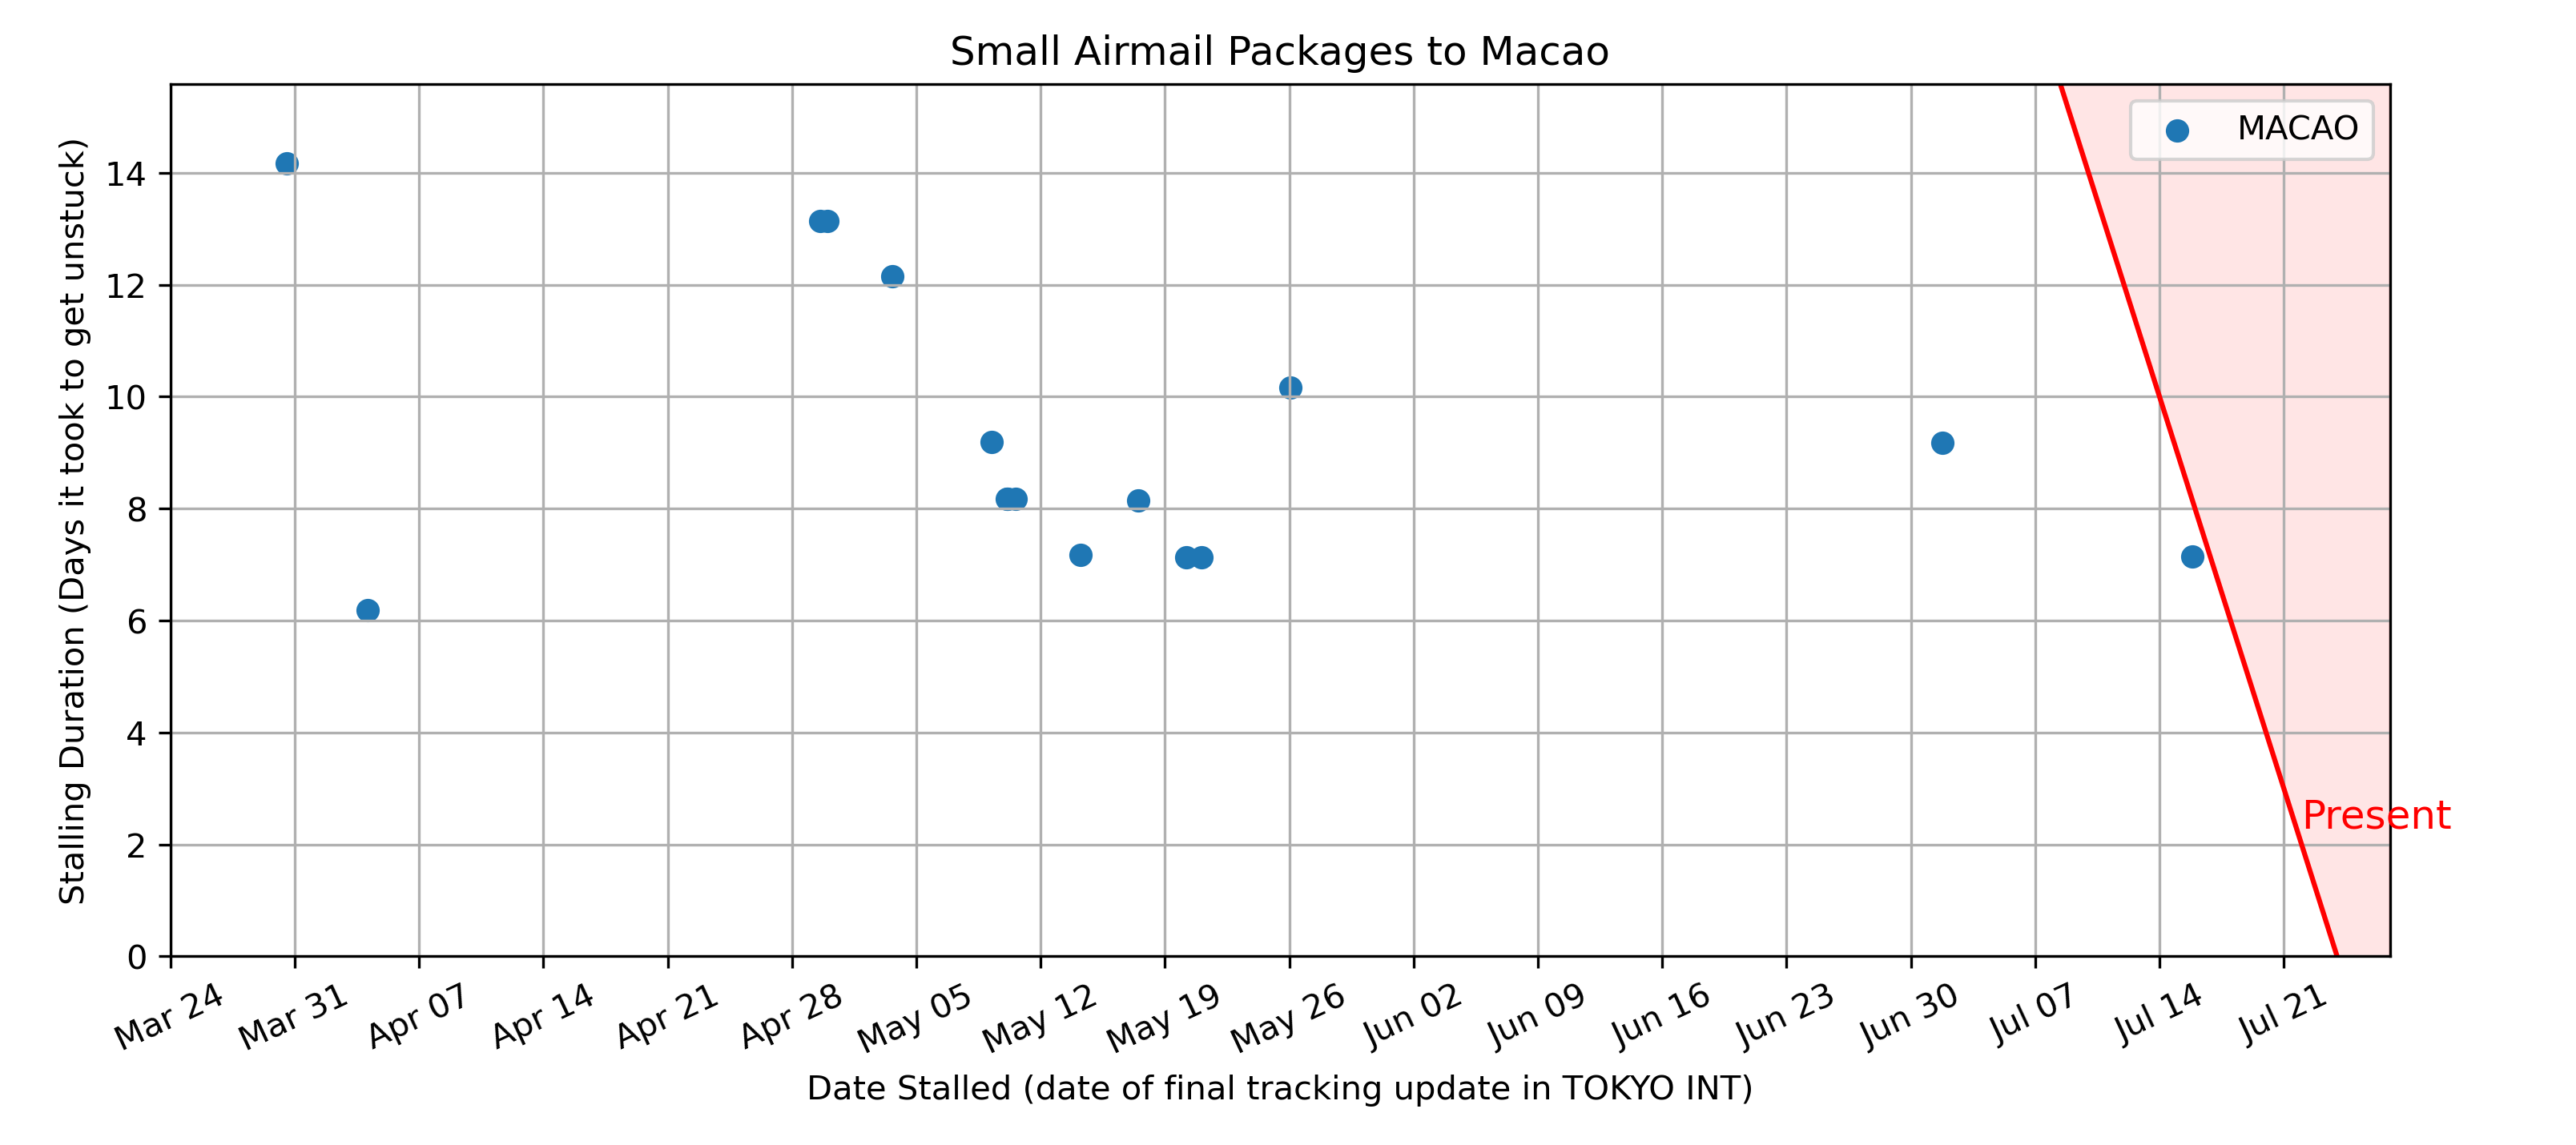 Small Airmail Packages to Macao
MACAO
Stalling Duration (Days it took to get unstuck)
14
12
10
8
6
4
2
0
Present
Mar 24
Mar 31
Apr 07
Apr 14
Apr 21
Apr 28
May 05
May 12
May 19
May 26
Jun 02
Jun 09
Jun 16
Jun 23
Jun 30
Jul 07
Jul 14
Jul 21
Date Stalled (date of final tracking update in TOKYO INT)